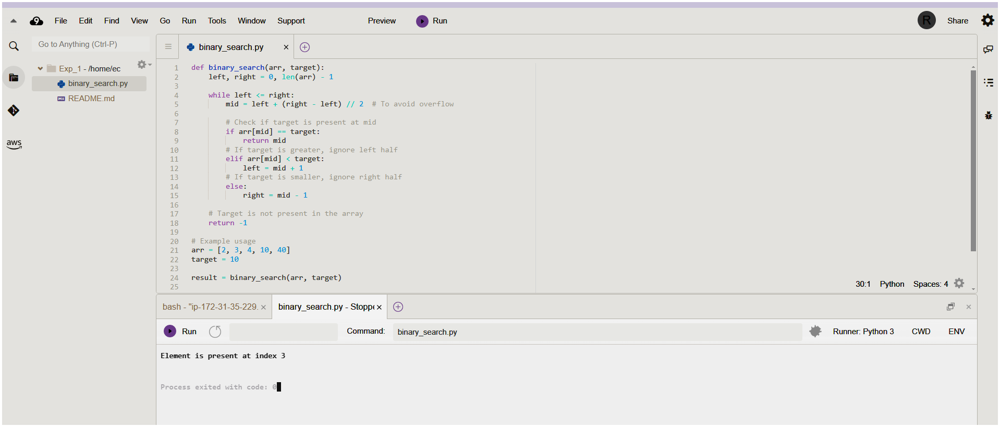 9 File Edit Find View Go Run Tools Window Support Preview Run R Share
Go to Anything (Ctrl-P)
Exp_1 - /home/ec
binary_search.py
README.md
aws
binary_search.py
1 def binary_search(arr, target):
2     left, right = 0, len(arr) - 1
3
4     while left <= right:
5         mid = left + (right - left) // 2  # To avoid overflow
6
7         # Check if target is present at mid
8         if arr[mid] == target:
9             return mid
10         # If target is greater, ignore left half
11         elif arr[mid] < target:
12             left = mid + 1
13         # If target is smaller, ignore right half
14         else:
15             right = mid - 1
16
17     # Target is not present in the array
18     return -1
19
20 # Example usage
21 arr = [2, 3, 4, 10, 40]
22 target = 10
23
24 result = binary_search(arr, target)
25
30:1 Python Spaces: 4
bash - "ip-172-31-35-229. binary_search.py - Stoppe
Run Command: binary_search.py Runner: Python 3 CWD ENV
Element is present at index 3
Process exited with code: 0